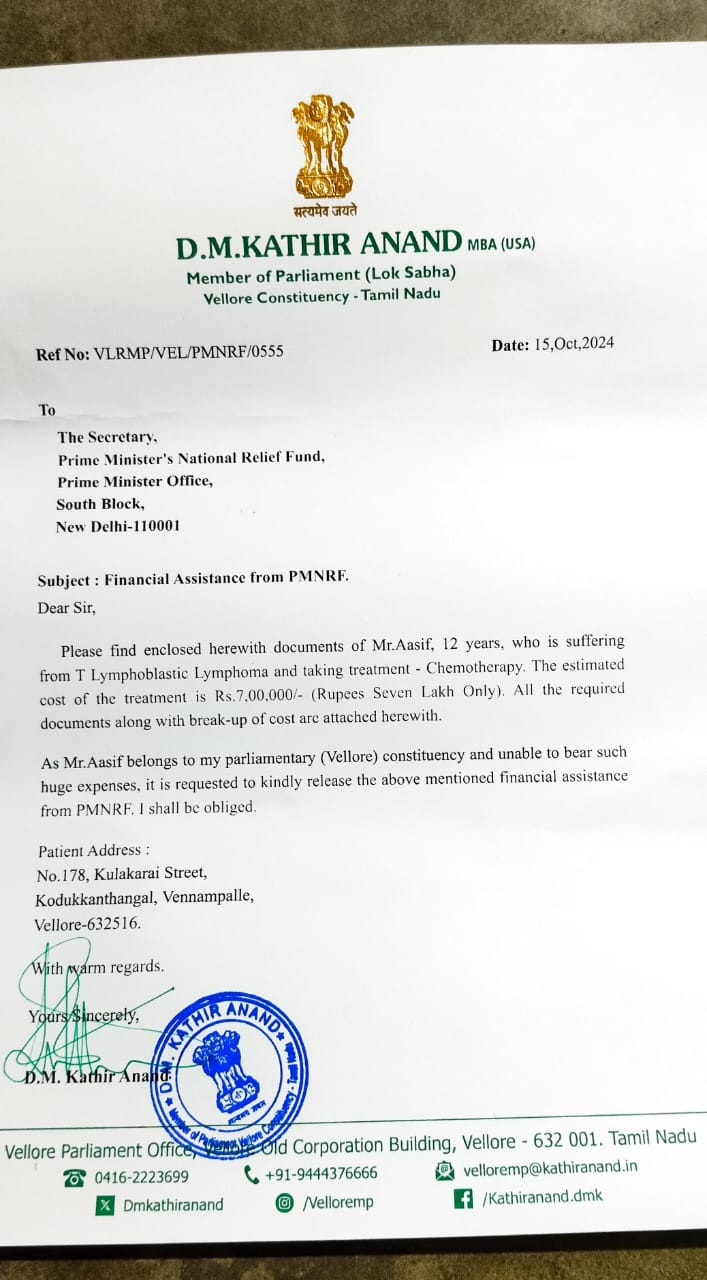 सत्यमेव जयते
D.M.KATHIR ANAND MBA (USA)
Member of Parliament (Lok Sabha)
Vellore Constituency - Tamil Nadu
Ref No: VLRMP/VEL/PMNRF/0555 Date: 15,Oct,2024
To
The Secretary,
Prime Minister's National Relief Fund,
Prime Minister Office,
South Block,
New Delhi-110001
Subject : Financial Assistance from PMNRF.
Dear Sir,
Please find enclosed herewith documents of Mr.Aasif, 12 years, who is suffering
from T Lymphoblastic Lymphoma and taking treatment - Chemotherapy. The estimated
cost of the treatment is Rs.7,00,000/- (Rupees Seven Lakh Only). All the required
documents along with break-up of cost are attached herewith.
As Mr.Aasif belongs to my parliamentary (Vellore) constituency and unable to bear such
huge expenses, it is requested to kindly release the above mentioned financial assistance
from PMNRF. I shall be obliged.
Patient Address :
No.178, Kulakarai Street,
Kodukkanthangal, Vennampalle,
Vellore-632516.
With warm regards.
Yours Sincerely,
D.M. Kathir Anand
D.M. KATHIR ANAND
Member of Parliament Vellore Constituency - Tamil Nadu
Vellore Parliament Office, Vellore Old Corporation Building, Vellore - 632 001. Tamil Nadu
0416-2223699 +91-9444376666 velloremp@kathiranand.in
Dmkathiranand /Velloremp /Kathiranand.dmk